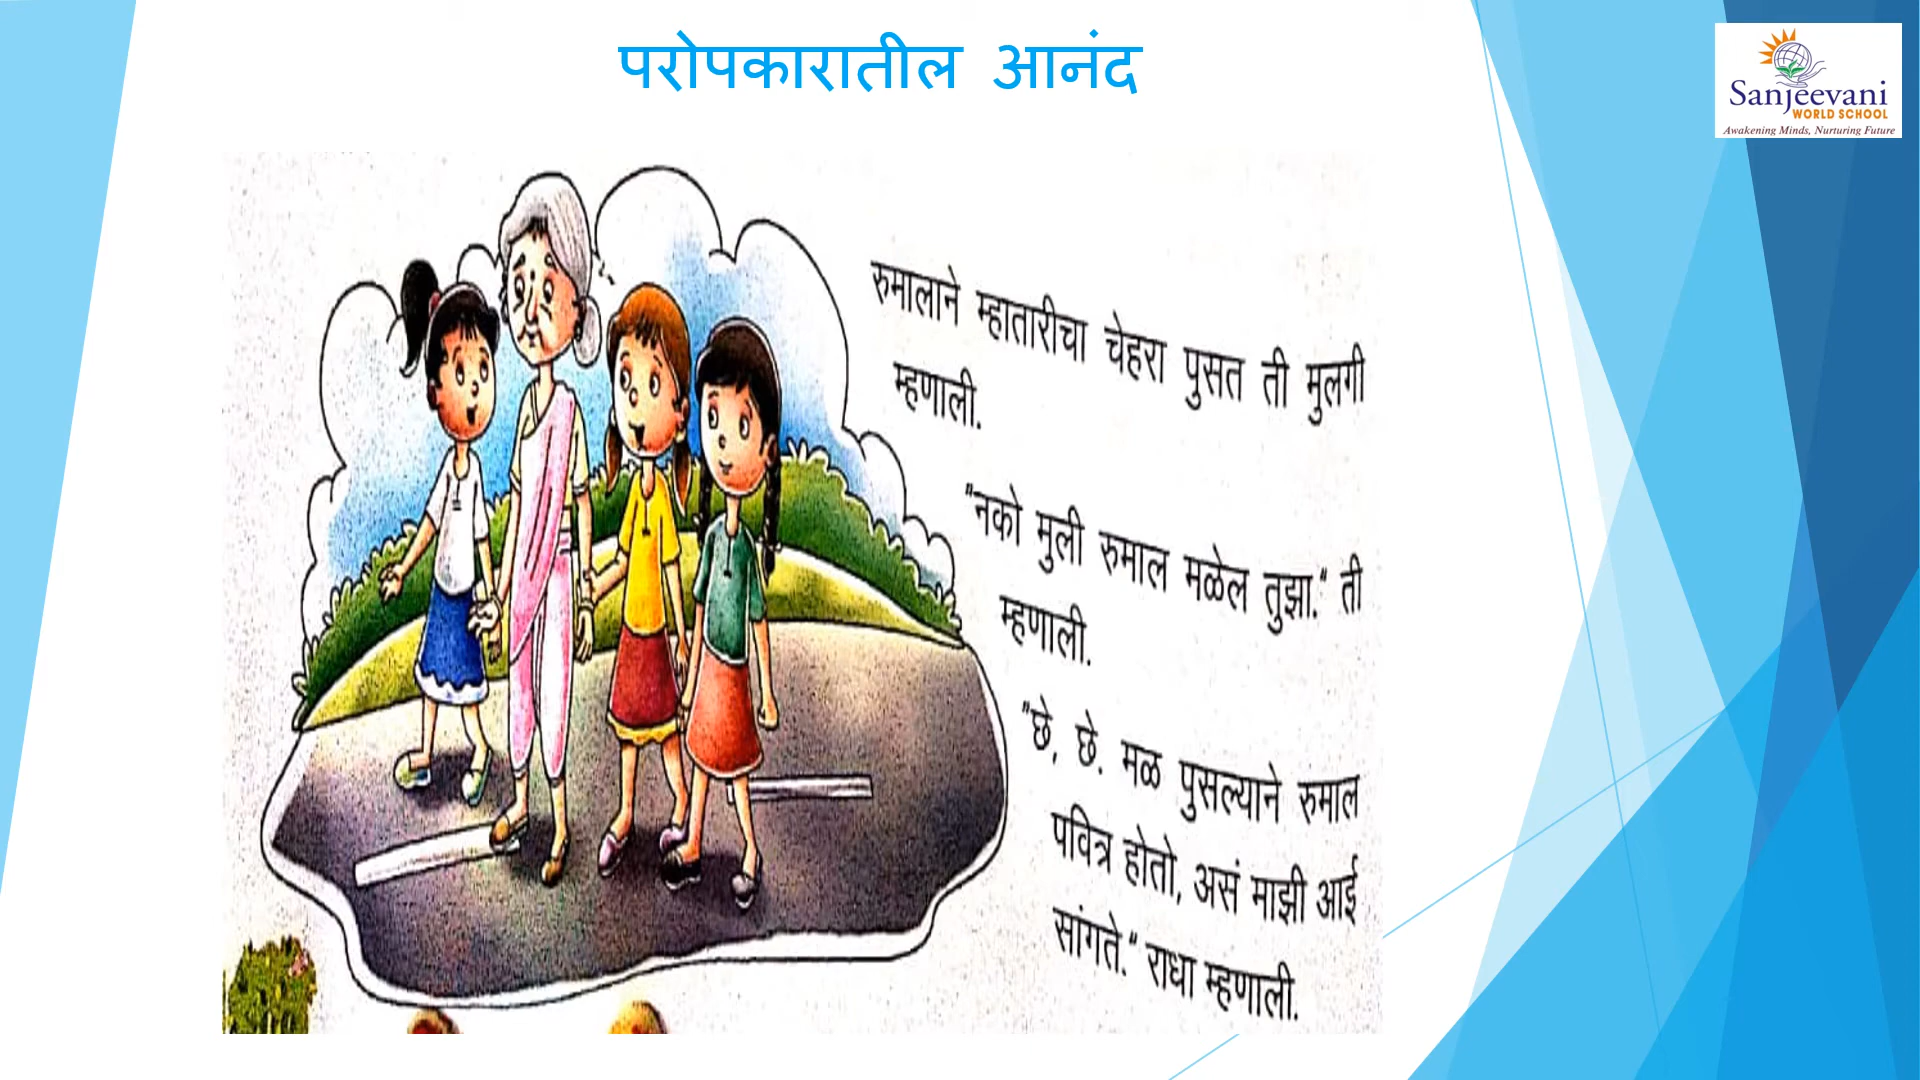 परोपकारातील आनंद
Sanjeevani
WORLD SCHOOL
Awakening Minds, Nurturing Future
रुमालाने म्हातारीचा चेहरा पुसत ती मुलगी
म्हणाली.
"नको मुली रुमाल मळेल तुझा." ती
म्हणाली.
"छे, छे. मळ पुसल्याने रुमाल
पवित्र होतो, असं माझी आई
सांगते." राधा म्हणाली.